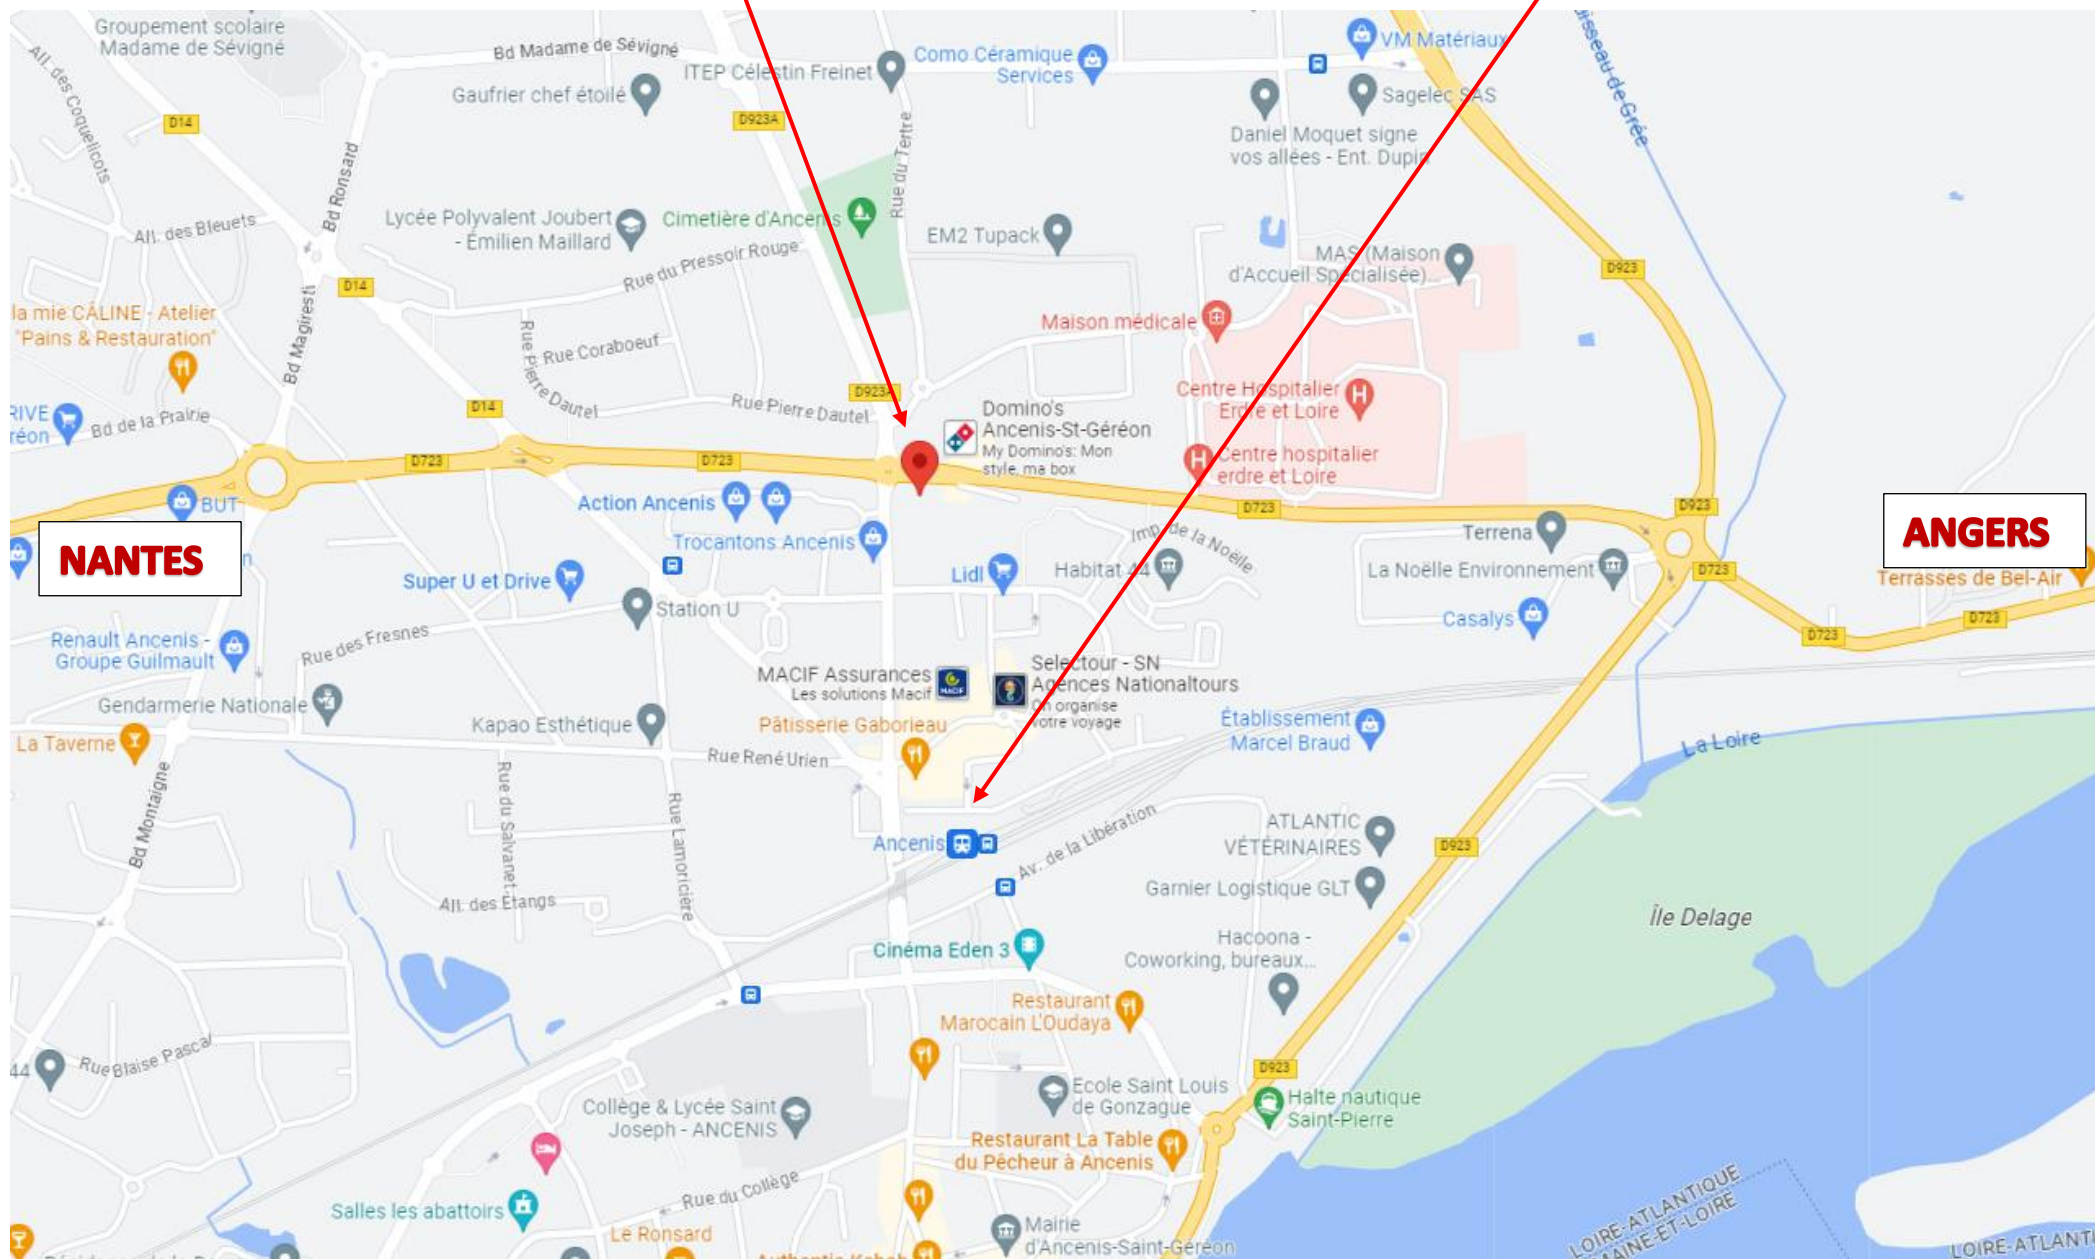 Groupement scolaire
Madame de Sévigné
All. des Coquelicots
D14
Bd Madame de Sévigné
Gaufrier chef étoilé
ITEP Célestin Freinet
D923A
Como Céramique
Services
VM Matériaux
Sagelec SAS
Daniel Moquet signe
vos allées - Ent. Dupin
Bd Ronsard
Rue du Tertre
All. des Bleuets
Lycée Polyvalent Joubert
- Émilien Maillard
Cimetière d'Ancenis
EM2 Tupack
Rue du Pressoir Rouge
MAS (Maison
d'Accueil Spécialisée)...
D923
D14
la mie CÂLINE - Atelier
"Pains & Restauration"
Bd Magiresti
Rue Pierre Dautel
Rue Coraboeuf
Maison médicale
D923A
Centre Hospitalier
Erdre et Loire
D14
Rue Pierre Dautel
RIVE
réon
Bd de la Prairie
Domino's
Ancenis-St-Géréon
My Domino's: Mon
style, ma box
Centre hospitalier
erdre et Loire
D723
D723
D723
D923
BUT
Action Ancenis
Trocantons Ancenis
Imp. de la Noëlle
Terrena
NANTES
ANGERS
Super U et Drive
Lidl
Habitat 44
La Noëlle Environnement
D723
Terrasses de Bel-Air
Station U
Casalys
D723
D723
Renault Ancenis -
Groupe Guilmault
Rue des Fresnes
MACIF Assurances
Les solutions Macif
MACIF
Selectour - SN
Agences Nationaltours
On organise
votre voyage
Gendarmerie Nationale
Kapao Esthétique
Pâtisserie Gaborieau
Établissement
Marcel Braud
La Taverne
Rue René Urien
La Loire
Bd Montaigne
Rue du Salvanet
Rue Lamoricière
Ancenis
Av. de la Libération
ATLANTIC
VÉTÉRINAIRES
D923
Garnier Logistique GLT
All. des Étangs
Île Delage
Cinéma Eden 3
Hacoona -
Coworking, bureaux...
Restaurant
Marocain L'Oudaya
44
Rue Blaise Pascal
D923
Ecole Saint Louis
de Gonzague
Halte nautique
Saint-Pierre
Collège & Lycée Saint
Joseph - ANCENIS
Restaurant La Table
du Pêcheur à Ancenis
Rue du Collège
Salles les abattoirs
Le Ronsard
Mairie
d'Ancenis-Saint-Géréon
LOIRE-ATLANTIQUE
MAINE-ET-LOIRE
LOIRE-ATLANTI